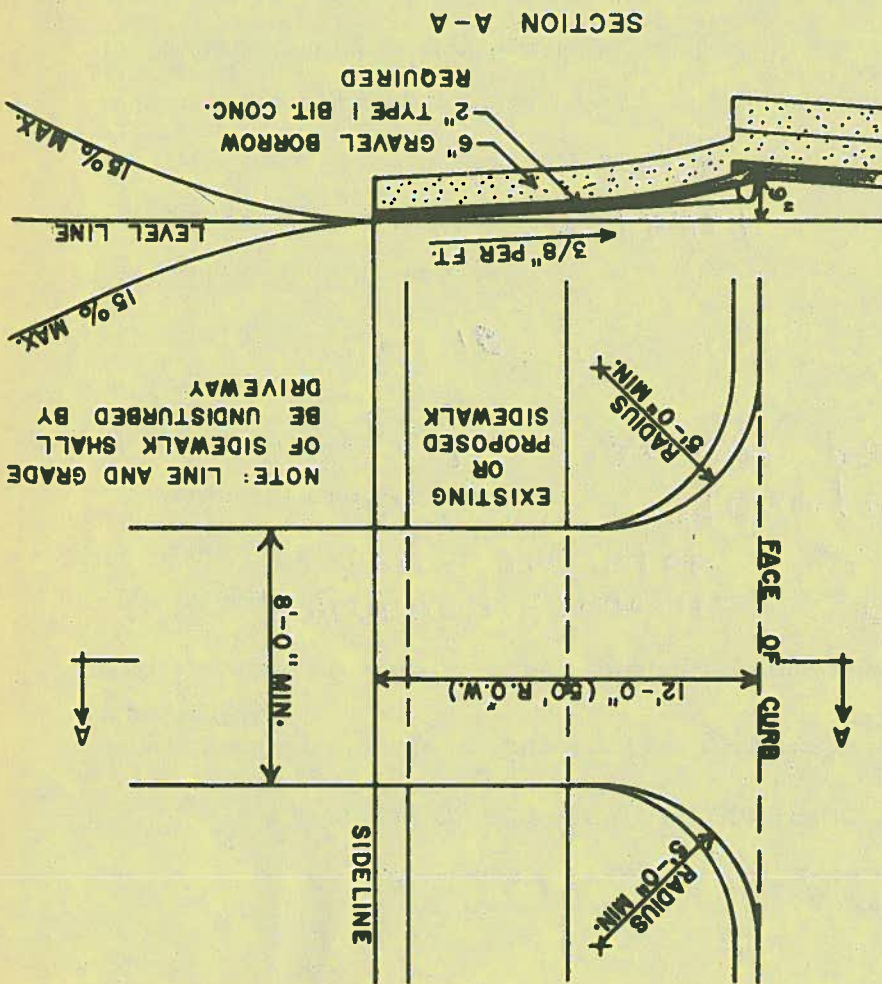 SIDELINE
RADIUS
5'-0" MIN.
A
A
8'-0" MIN.
12'-0" (50' R.O.W.)
FACE OF CURB
NOTE: LINE AND GRADE
OF SIDEWALK SHALL
BE UNDISTURBED BY
DRIVEWAY
EXISTING
OR
PROPOSED
SIDEWALK
RADIUS
5'-0" MIN.
15% MAX.
LEVEL LINE
15% MAX.
3/8" PER FT.
6"
6" GRAVEL BORROW
2" TYPE I BIT. CONC.
REQUIRED
SECTION A-A